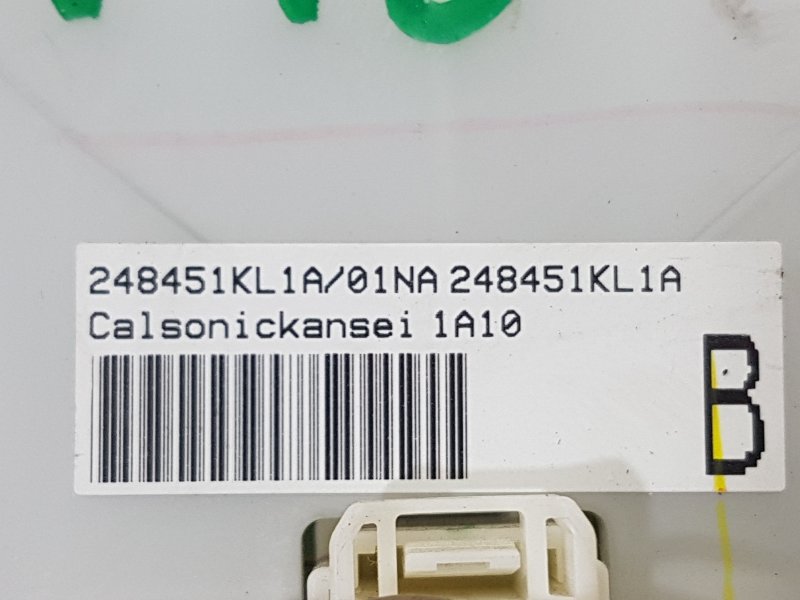 248451KL1A/01NA 248451KL1A
Calsonickansei 1A10
B